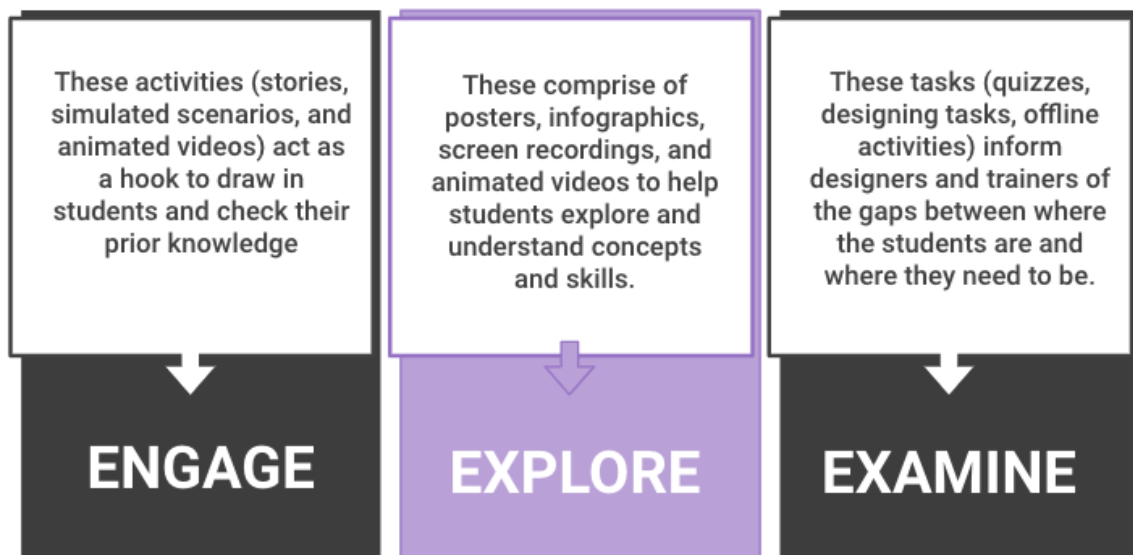 These activities (stories,
simulated scenarios, and
animated videos) act as
a hook to draw in
students and check their
prior knowledge
ENGAGE
These comprise of
posters, infographics,
screen recordings, and
animated videos to help
students explore and
understand concepts
and skills.
EXPLORE
These tasks (quizzes,
designing tasks, offline
activities) inform
designers and trainers of
the gaps between where
the students are and
where they need to be.
EXAMINE